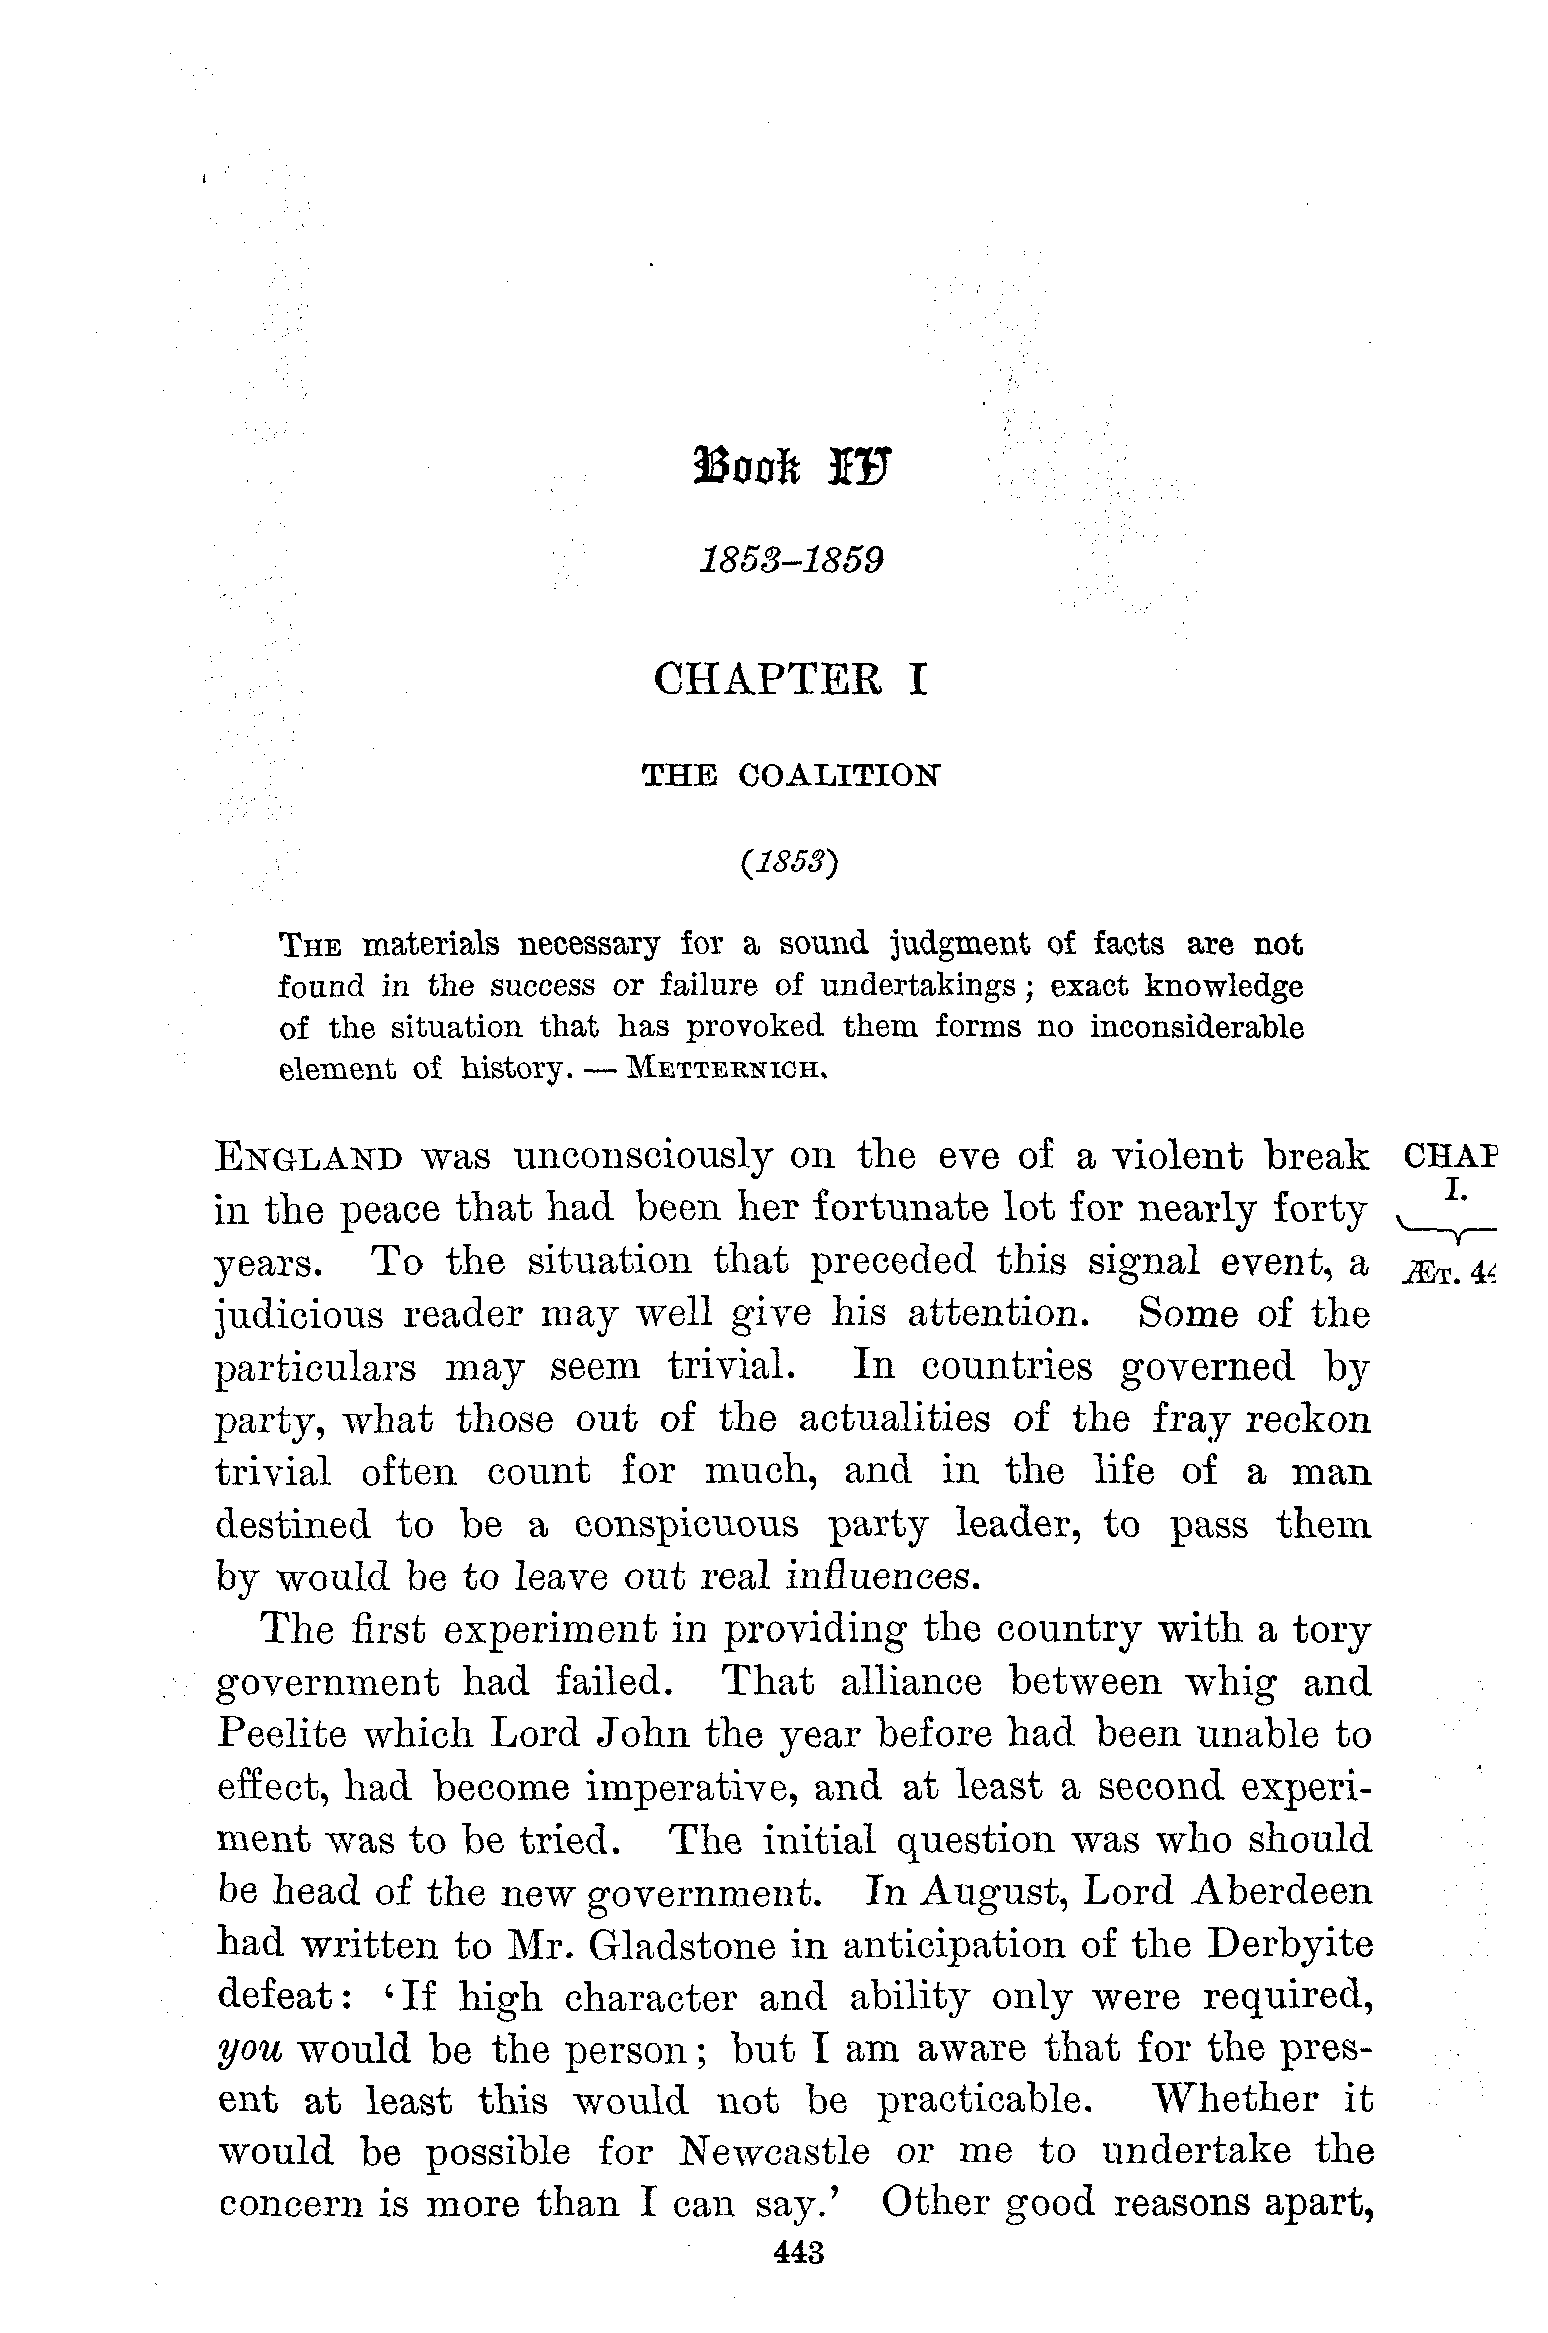 Book IV
1853–1859
CHAPTER I
THE COALITION
(1853)
THE materials necessary for a sound judgment of facts are not
found in the success or failure of undertakings; exact knowledge
of the situation that has provoked them forms no inconsiderable
element of history. — METTERNICH.
ENGLAND was unconsciously on the eve of a violent break
in the peace that had been her fortunate lot for nearly forty
years. To the situation that preceded this signal event, a
judicious reader may well give his attention. Some of the
particulars may seem trivial. In countries governed by
party, what those out of the actualities of the fray reckon
trivial often count for much, and in the life of a man
destined to be a conspicuous party leader, to pass them
by would be to leave out real influences.
CHAP
I.
ÆT. 44
The first experiment in providing the country with a tory
government had failed. That alliance between whig and
Peelite which Lord John the year before had been unable to
effect, had become imperative, and at least a second experi-
ment was to be tried. The initial question was who should
be head of the new government. In August, Lord Aberdeen
had written to Mr. Gladstone in anticipation of the Derbyite
defeat: 'If high character and ability only were required,
you would be the person; but I am aware that for the pres-
ent at least this would not be practicable. Whether it
would be possible for Newcastle or me to undertake the
concern is more than I can say.' Other good reasons apart,
443